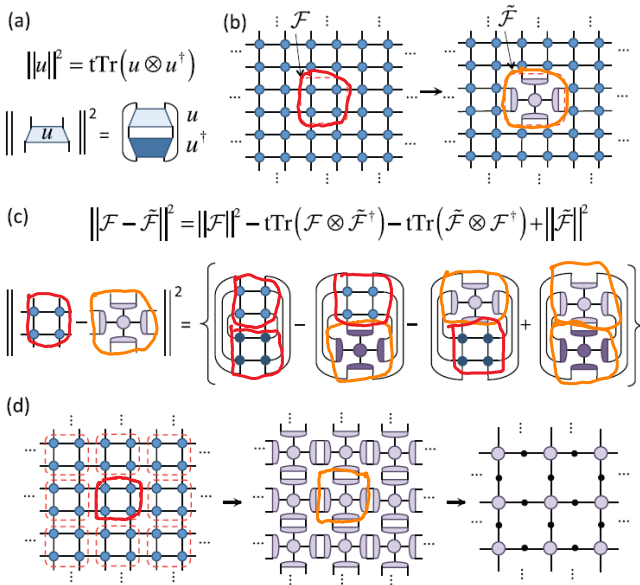 (a)
‖u‖² = tTr(u ⊗ u†)
‖ u ‖² =
u
u†
(b)
ℱ
ℱ̃
... ...
... ...
(c)
‖ℱ − ℱ̃‖² = ‖ℱ‖² − tTr(ℱ ⊗ ℱ̃†) − tTr(ℱ̃ ⊗ ℱ†) + ‖ℱ̃‖²
‖ − ‖² = { − − + }
(d)